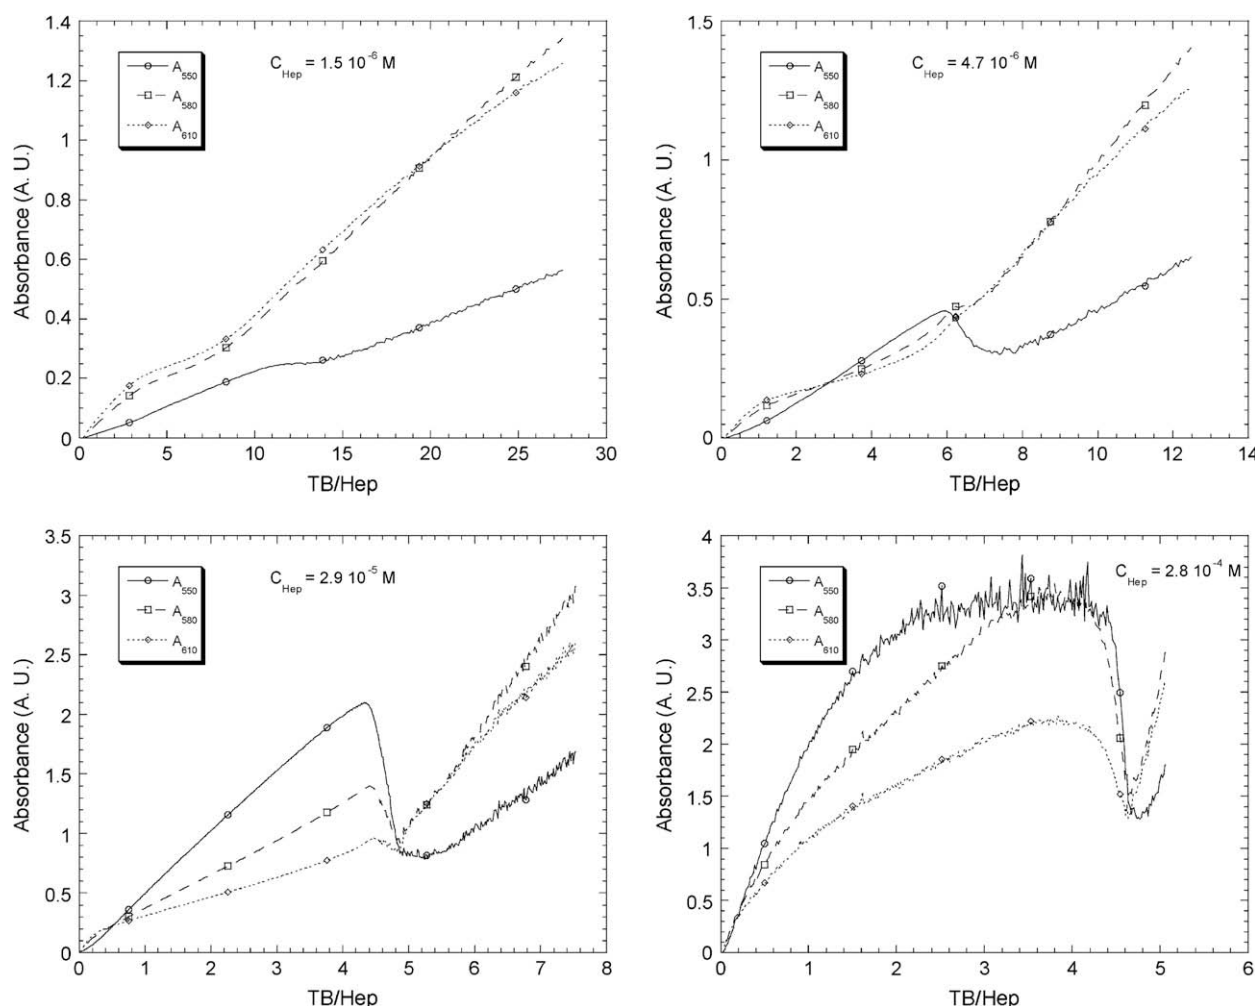 1.4
1.2
1
0.8
0.6
0.4
0.2
0
Absorbance (A. U.)
A550
A580
A610
CHep = 1.5 10-6 M
0 5 10 15 20 25 30
TB/Hep
1.5
1
0.5
0
Absorbance (A. U.)
A550
A580
A610
CHep = 4.7 10-6 M
0 2 4 6 8 10 12 14
TB/Hep
3.5
3
2.5
2
1.5
1
0.5
0
Absorbance (A. U.)
A550
A580
A610
CHep = 2.9 10-5 M
0 1 2 3 4 5 6 7 8
TB/Hep
4
3.5
3
2.5
2
1.5
1
0.5
0
Absorbance (A. U.)
A550
A580
A610
CHep = 2.8 10-4 M
0 1 2 3 4 5 6
TB/Hep